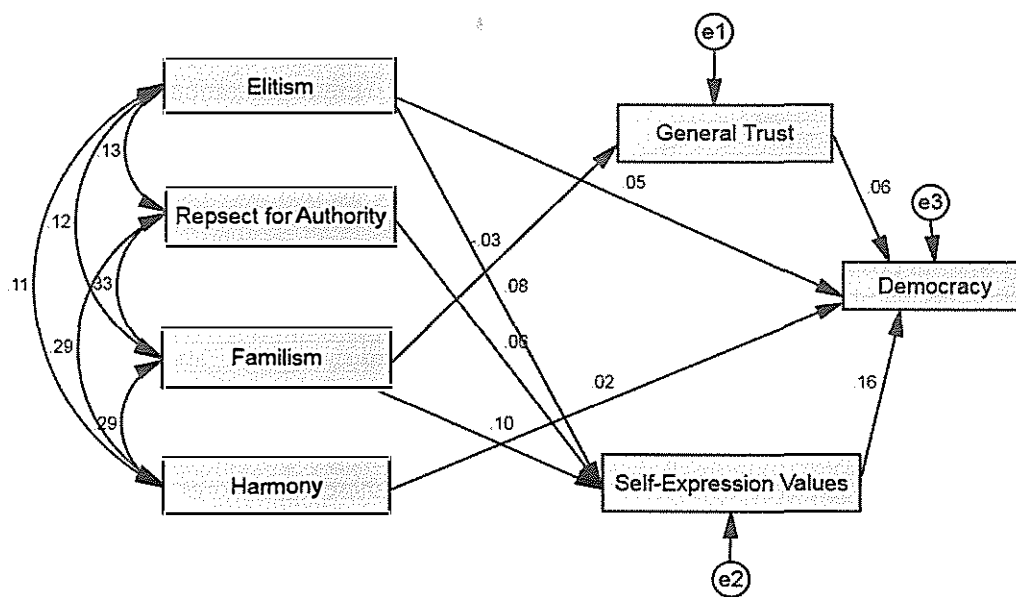 e1
Elitism
General Trust
.13
.05
.06
e3
Repsect for Authority
.12
-.03
.11
.33
.08
Democracy
.29
.06
Familism
.02
.16
.29
.10
Harmony
Self-Expression Values
e2